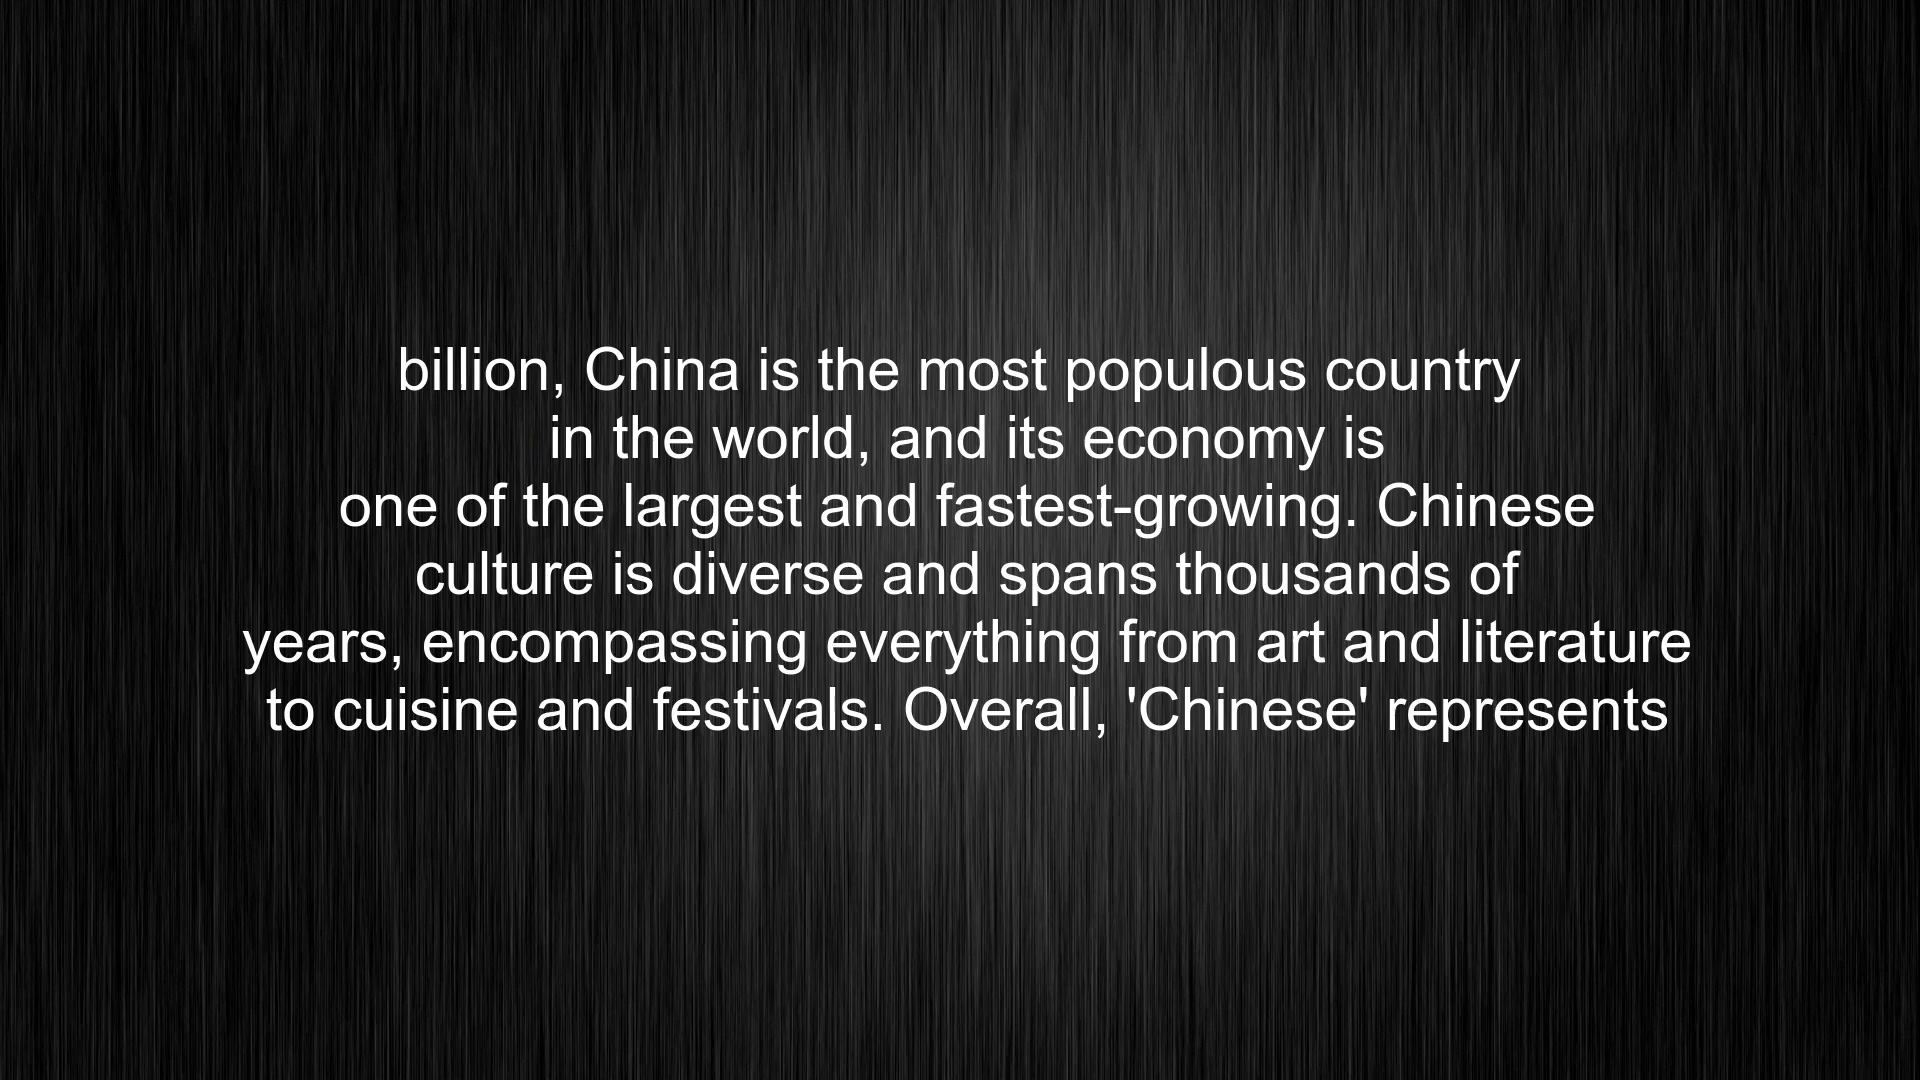 billion, China is the most populous country
in the world, and its economy is
one of the largest and fastest-growing. Chinese
culture is diverse and spans thousands of
years, encompassing everything from art and literature
to cuisine and festivals. Overall, 'Chinese' represents